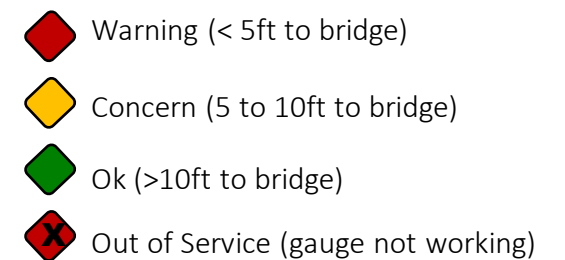 Warning (< 5ft to bridge)
Concern (5 to 10ft to bridge)
Ok (>10ft to bridge)
X Out of Service (gauge not working)